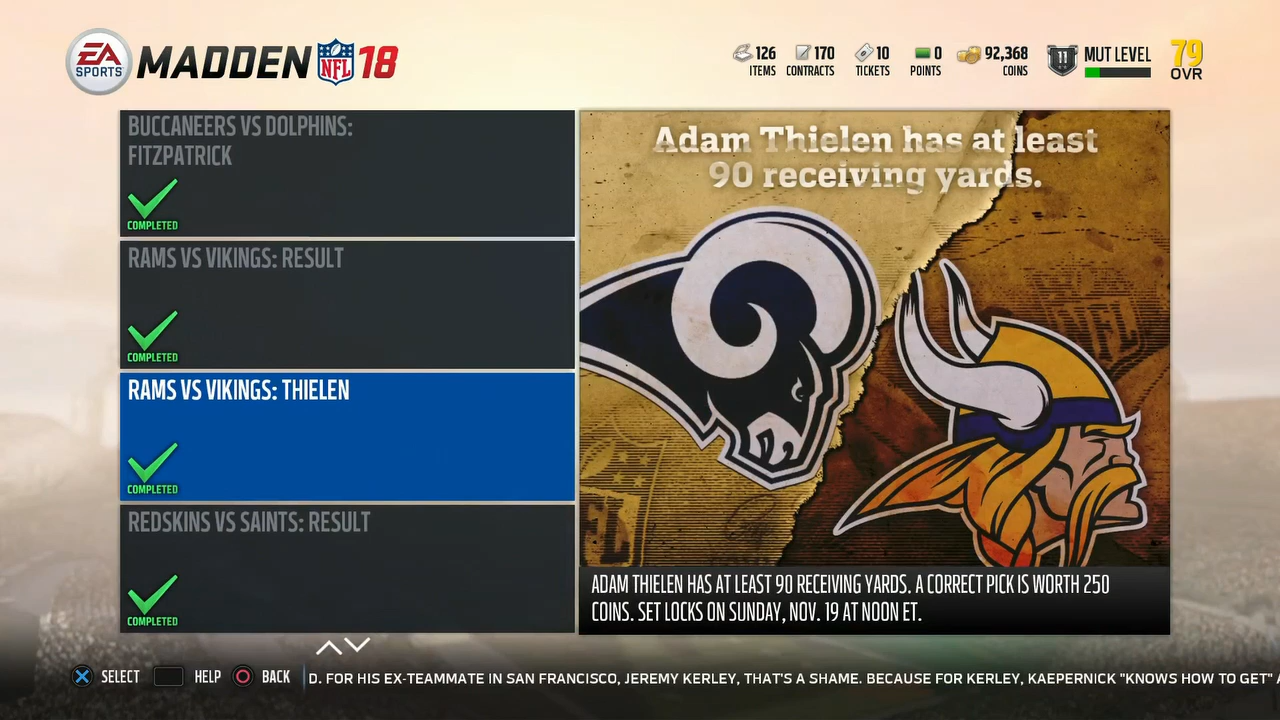 EA SPORTS MADDEN NFL 18
126 ITEMS 170 CONTRACTS 10 TICKETS 0 POINTS 92,368 COINS 11 MUT LEVEL 79 OVR
BUCCANEERS VS DOLPHINS:
FITZPATRICK
COMPLETED
RAMS VS VIKINGS: RESULT
COMPLETED
RAMS VS VIKINGS: THIELEN
COMPLETED
REDSKINS VS SAINTS: RESULT
COMPLETED
Adam Thielen has at least
90 receiving yards.
NFL
NFL
ADAM THIELEN HAS AT LEAST 90 RECEIVING YARDS. A CORRECT PICK IS WORTH 250
COINS. SET LOCKS ON SUNDAY, NOV. 19 AT NOON ET.
SELECT HELP BACK D. FOR HIS EX-TEAMMATE IN SAN FRANCISCO, JEREMY KERLEY, THAT'S A SHAME. BECAUSE FOR KERLEY, KAEPERNICK "KNOWS HOW TO GET" A